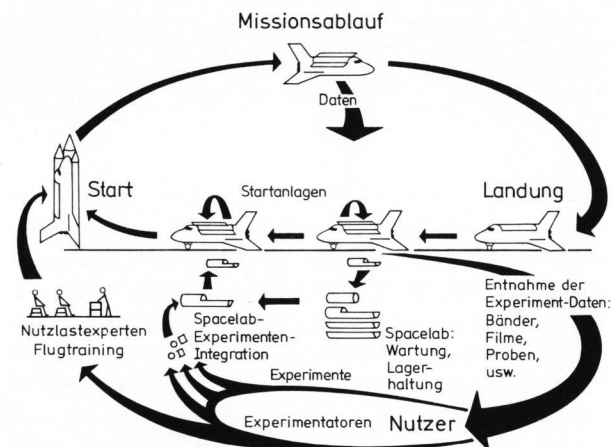 Missionsablauf
Daten
Start
Startanlagen
Landung
Nutzlastexperten
Flugtraining
Spacelab-
Experimenten-
Integration
Spacelab:
Wartung,
Lager-
haltung
Entnahme der
Experiment-Daten:
Bänder,
Filme,
Proben,
usw.
Experimente
Experimentatoren
Nutzer